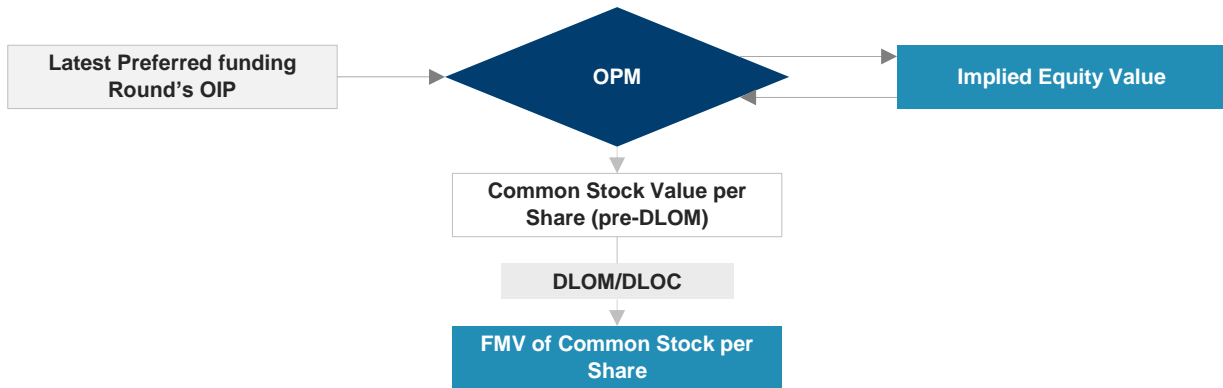 Latest Preferred funding
Round's OIP
OPM
Implied Equity Value
Common Stock Value per
Share (pre-DLOM)
DLOM/DLOC
FMV of Common Stock per
Share